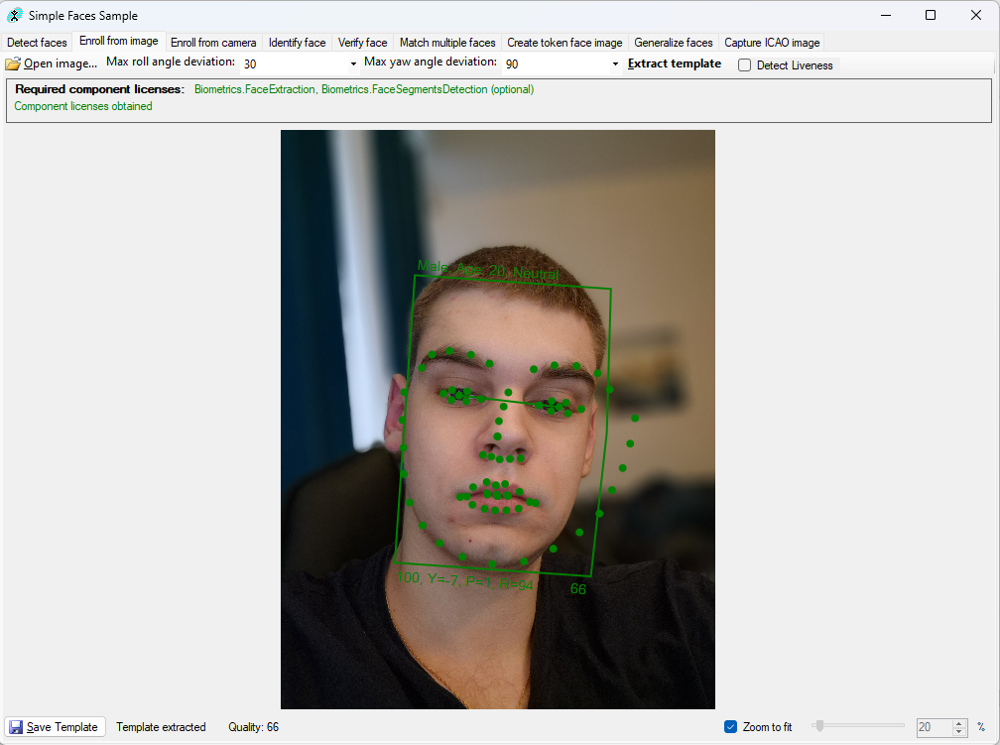 Simple Faces Sample
Detect faces Enroll from image Enroll from camera Identify face Verify face Match multiple faces Create token face image Generalize faces Capture ICAO image
Open image... Max roll angle deviation: 30 Max yaw angle deviation: 90 Extract template Detect Liveness
Required component licenses: Biometrics.FaceExtraction, Biometrics.FaceSegmentsDetection (optional)
Component licenses obtained
Male, Age: 20, Neutral
Y=-7, P=1, 66
Save Template Template extracted Quality: 66 Zoom to fit 20 %